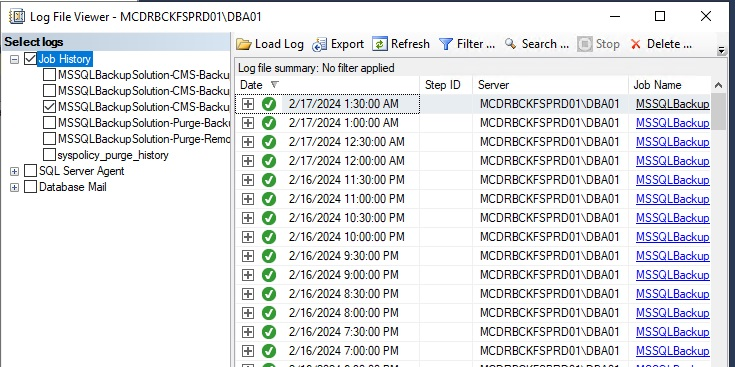 Log File Viewer - MCDRBCKFSPRD01\DBA01
Select logs
Job History
MSSQLBackupSolution-CMS-Backu
MSSQLBackupSolution-CMS-Backu
MSSQLBackupSolution-CMS-Backu
MSSQLBackupSolution-Purge-Backu
MSSQLBackupSolution-Purge-Remo
syspolicy_purge_history
SQL Server Agent
Database Mail
Load Log Export Refresh Filter ... Search ... Stop Delete ...
Log file summary: No filter applied
Date Step ID Server Job Name
2/17/2024 1:30:00 AM MCDRBCKFSPRD01\DBA01 MSSQLBackup
2/17/2024 1:00:00 AM MCDRBCKFSPRD01\DBA01 MSSQLBackup
2/17/2024 12:30:00 AM MCDRBCKFSPRD01\DBA01 MSSQLBackup
2/17/2024 12:00:00 AM MCDRBCKFSPRD01\DBA01 MSSQLBackup
2/16/2024 11:30:00 PM MCDRBCKFSPRD01\DBA01 MSSQLBackup
2/16/2024 11:00:00 PM MCDRBCKFSPRD01\DBA01 MSSQLBackup
2/16/2024 10:30:00 PM MCDRBCKFSPRD01\DBA01 MSSQLBackup
2/16/2024 10:00:00 PM MCDRBCKFSPRD01\DBA01 MSSQLBackup
2/16/2024 9:30:00 PM MCDRBCKFSPRD01\DBA01 MSSQLBackup
2/16/2024 9:00:00 PM MCDRBCKFSPRD01\DBA01 MSSQLBackup
2/16/2024 8:30:00 PM MCDRBCKFSPRD01\DBA01 MSSQLBackup
2/16/2024 8:00:00 PM MCDRBCKFSPRD01\DBA01 MSSQLBackup
2/16/2024 7:30:00 PM MCDRBCKFSPRD01\DBA01 MSSQLBackup
2/16/2024 7:00:00 PM MCDRBCKFSPRD01\DBA01 MSSQLBackup